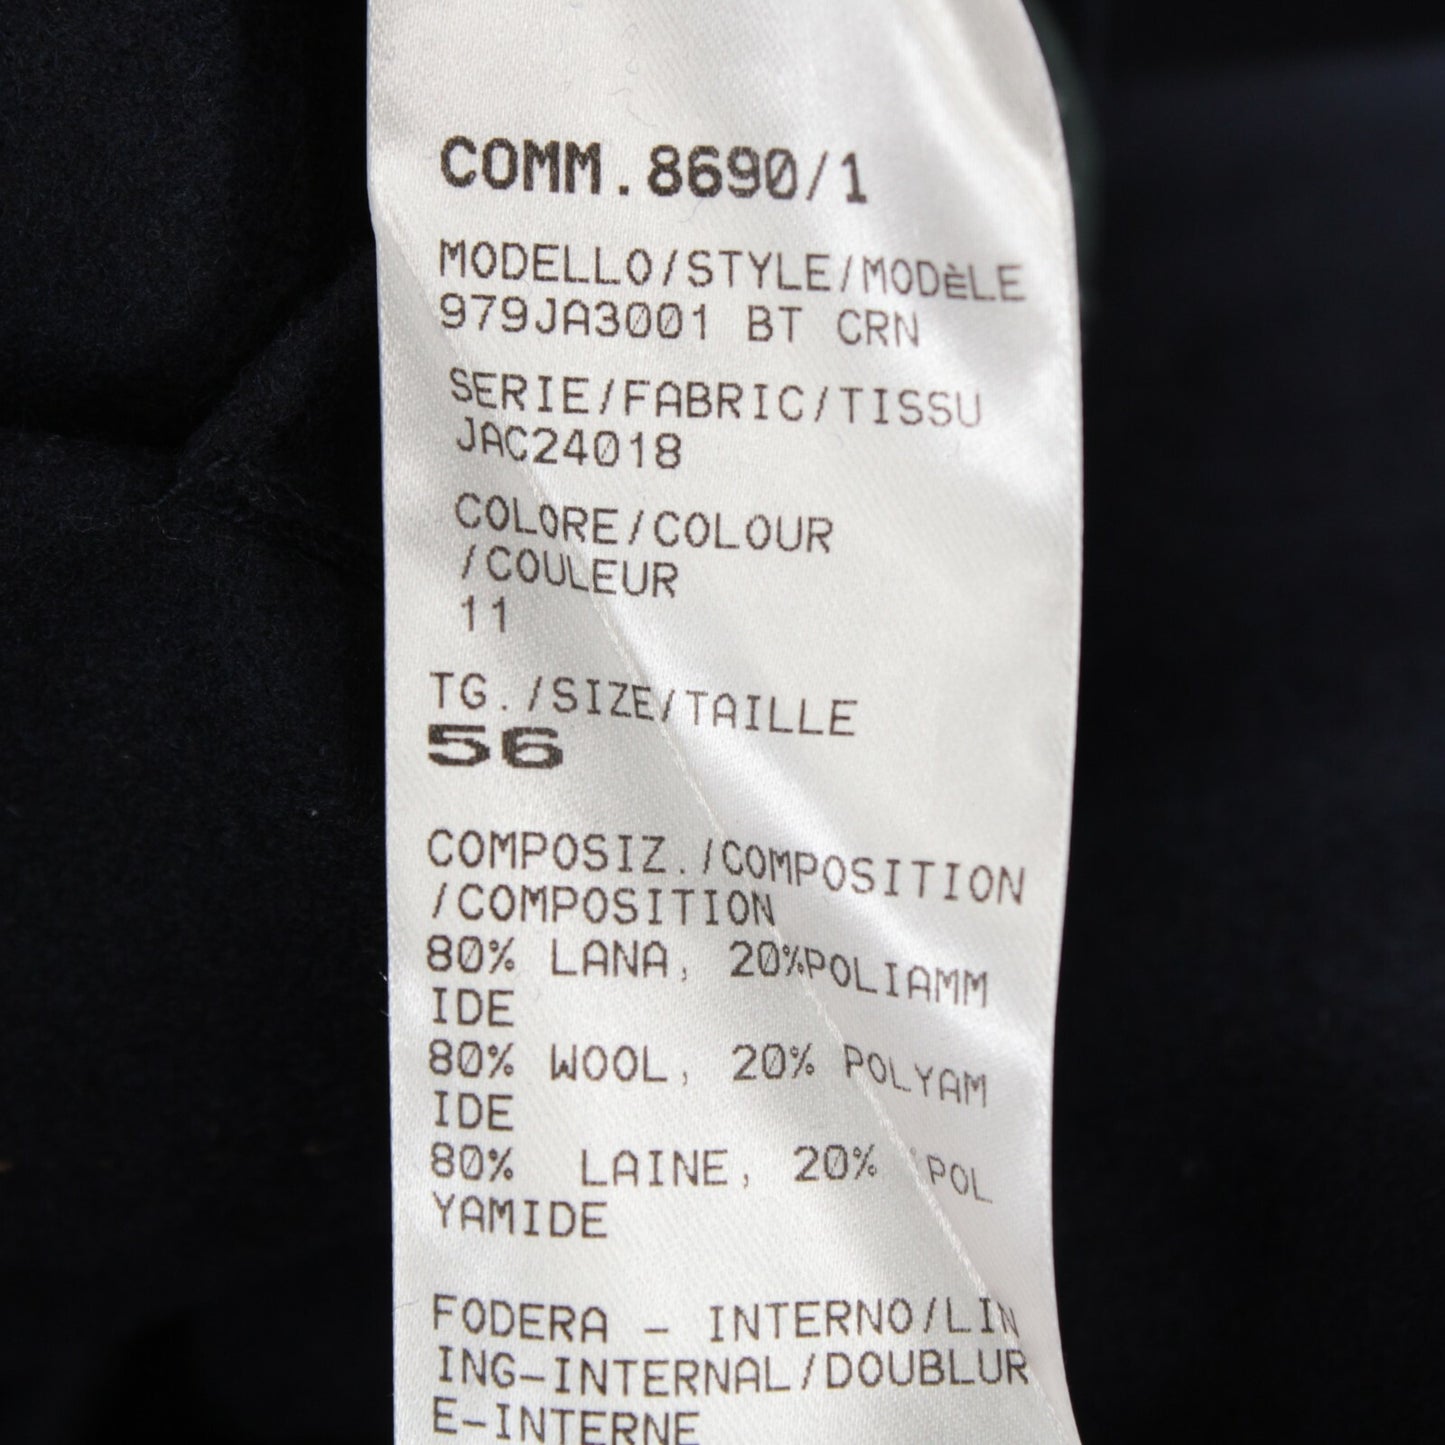 COMM.8690/1
MODELLO/STYLE/MODèLE
979JA3001 BT CRN
SERIE/FABRIC/TISSU
JAC24018
COLORE/COLOUR
/COULEUR
11
TG./SIZE/TAILLE
56
COMPOSIZ./COMPOSITION
/COMPOSITION
80% LANA, 20%POLIAMM
IDE
80% WOOL, 20% POLYAM
IDE
80% LAINE, 20% POL
YAMIDE
FODERA - INTERNO/LIN
ING-INTERNAL/DOUBLUR
E-INTERNE